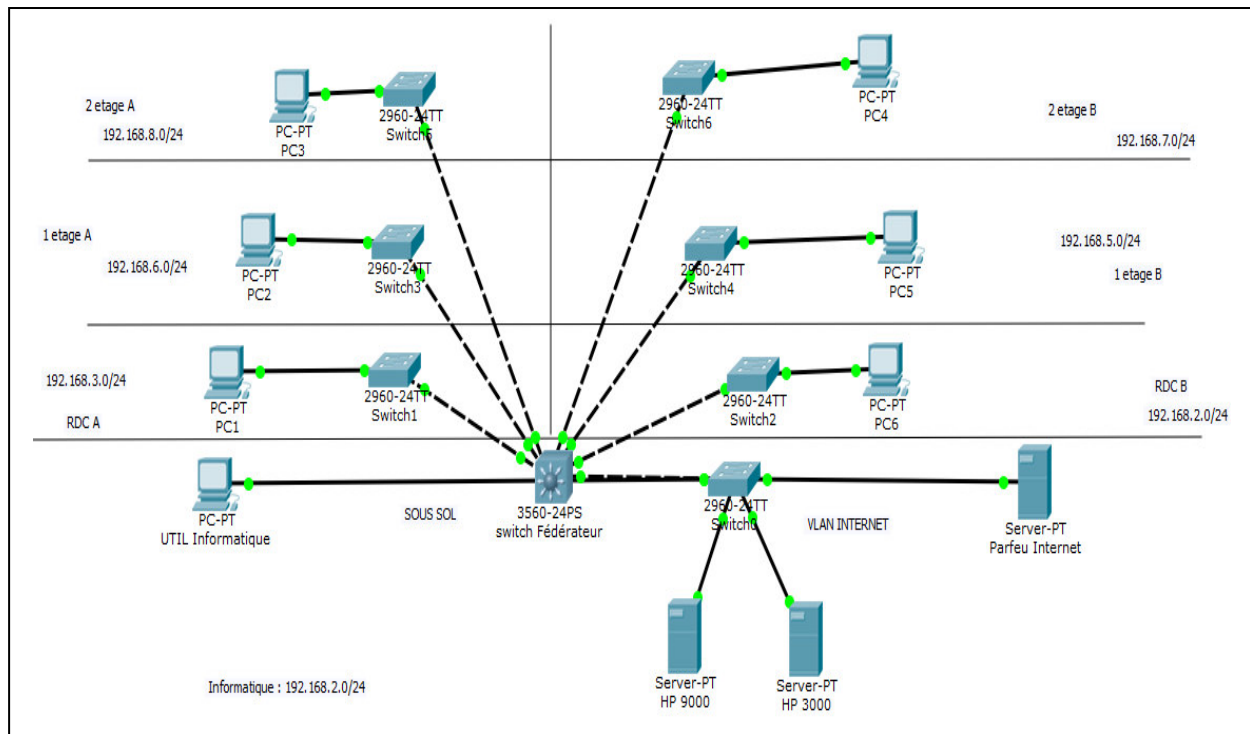 2 etage A
192.168.8.0/24
PC-PT
PC3
2960-24TT
Switch5
2960-24TT
Switch6
PC-PT
PC4
2 etage B
192.168.7.0/24
1 etage A
192.168.6.0/24
PC-PT
PC2
2960-24TT
Switch3
2960-24TT
Switch4
PC-PT
PC5
192.168.5.0/24
1 etage B
192.168.3.0/24
RDC A
PC-PT
PC1
2960-24TT
Switch1
2960-24TT
Switch2
PC-PT
PC6
RDC B
192.168.2.0/24
PC-PT
UTIL Informatique
SOUS SOL
3560-24PS
switch Fédérateur
2960-24TT
Switch0
VLAN INTERNET
Server-PT
Parfeu Internet
Server-PT
HP 9000
Server-PT
HP 3000
Informatique : 192.168.2.0/24